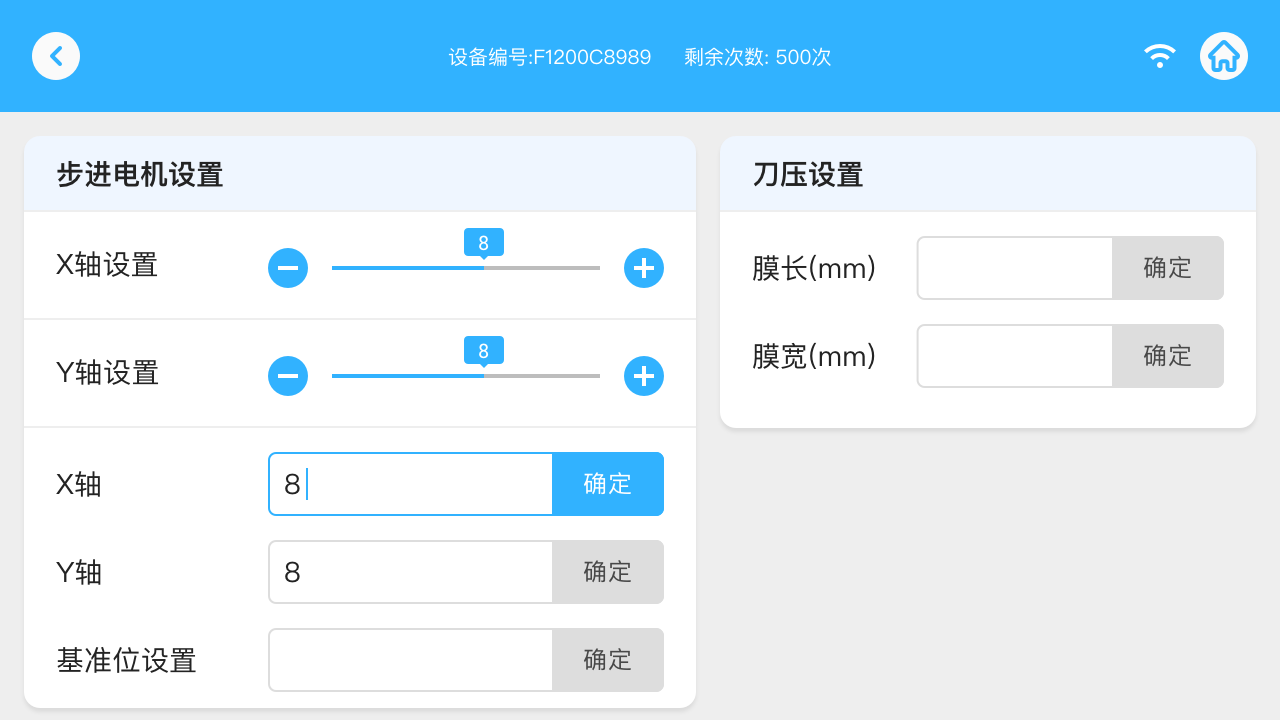 设备编号:F1200C8989 剩余次数: 500次
步进电机设置
X轴设置
8
Y轴设置
8
X轴
8
确定
Y轴
8
确定
基准位设置
确定
刀压设置
膜长(mm)
确定
膜宽(mm)
确定